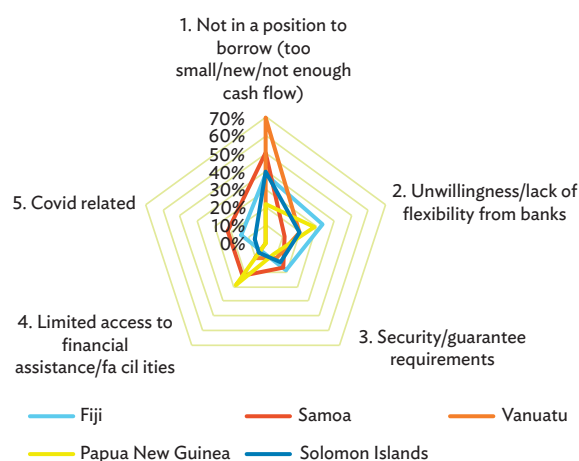 1. Not in a position to
borrow (too
small/new/not enough
cash flow)
70%
60%
50%
40%
30%
20%
10%
0%
5. Covid related
2. Unwillingness/lack of
flexibility from banks
4. Limited access to
financial
assistance/fa cil ities
3. Security/guarantee
requirements
Fiji
Samoa
Vanuatu
Papua New Guinea
Solomon Islands